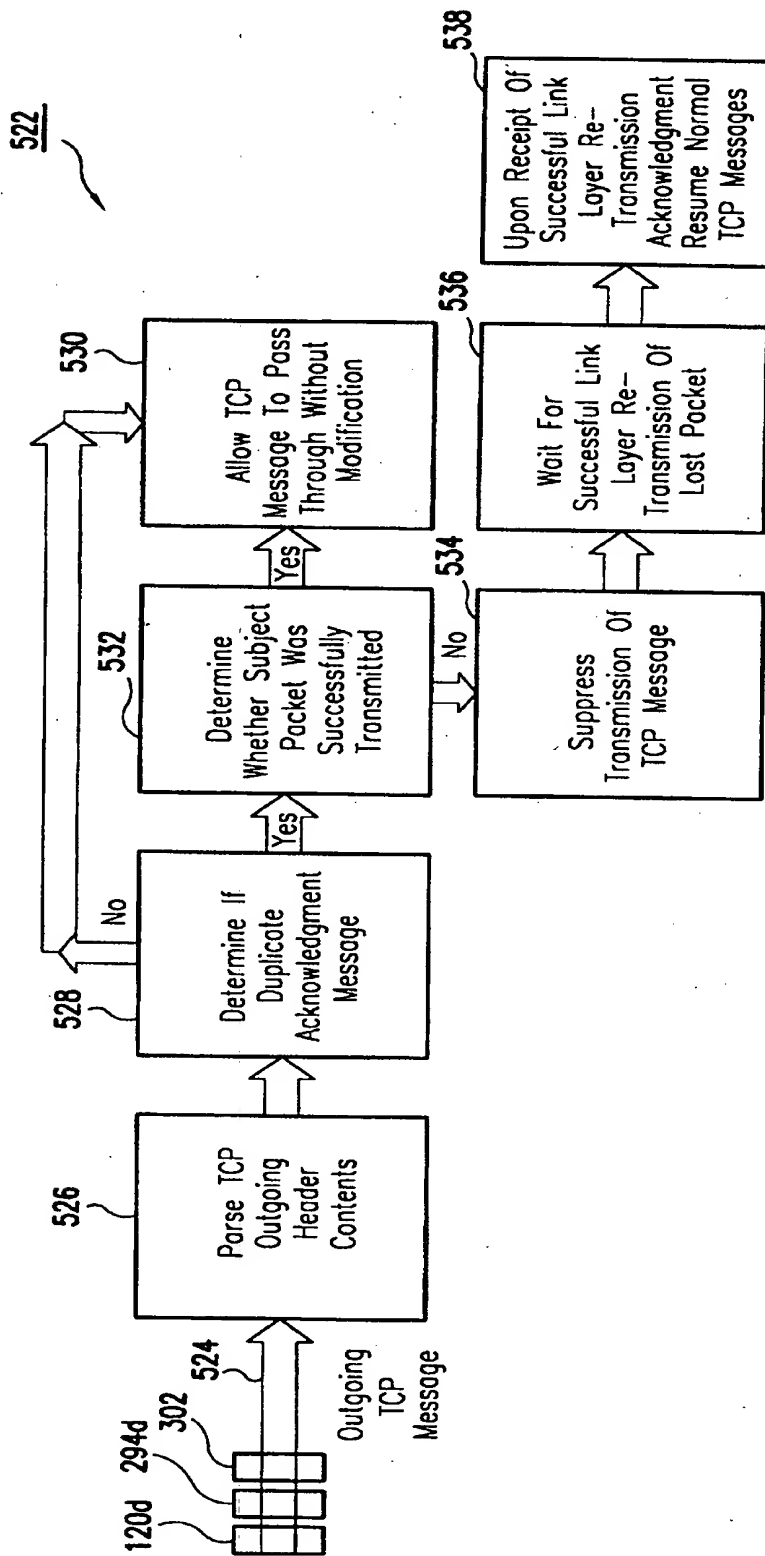 522
120d
294d
302
524
Outgoing
TCP
Message
526
Parse TCP
Outgoing
Header
Contents
528
Determine If
Duplicate
Acknowledgment
Message
No
Yes
532
Determine
Whether Subject
Packet Was
Successfully
Transmitted
Yes
530
Allow TCP
Message To Pass
Through Without
Modification
No
534
Suppress
Transmission Of
TCP Message
536
Wait For
Successful Link
Layer Re-
Transmission Of
Lost Packet
538
Upon Receipt Of
Successful Link
Layer Re-
Transmission
Acknowledgment
Resume Normal
TCP Messages